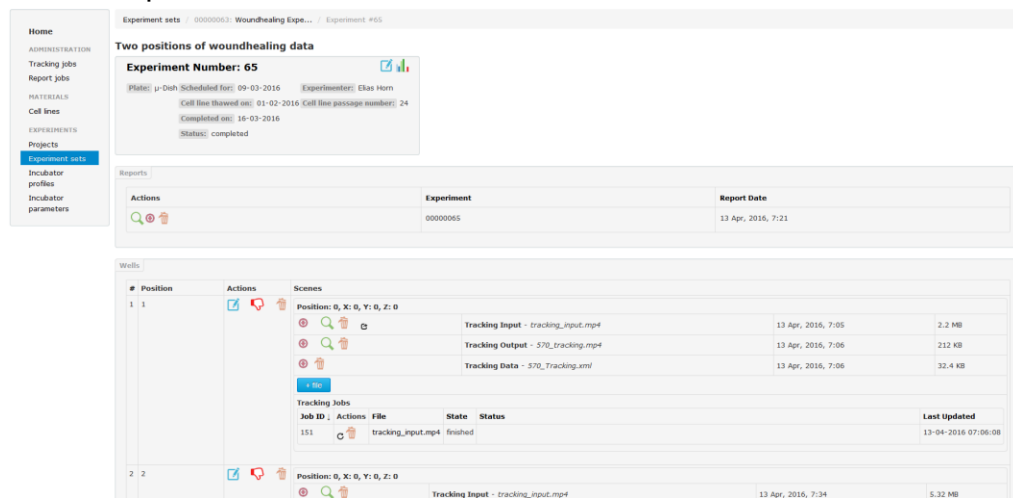 Home
ADMINISTRATION
Tracking jobs
Report jobs
MATERIALS
Cell lines
EXPERIMENTS
Projects
Experiment sets
Incubator
profiles
Incubator
parameters
Experiment sets / 00000063: Woundhealing Expe... / Experiment #65
Two positions of woundhealing data
Experiment Number: 65
Plate: μ-Dish Scheduled for: 09-03-2016 Experimenter: Elias Horn
Cell line thawed on: 01-02-2016 Cell line passage number: 24
Completed on: 16-03-2016
Status: completed
Reports
Actions Experiment Report Date
00000065 13 Apr, 2016, 7:21
Wells
# Position Actions Scenes
1 1 Position: 0, X: 0, Y: 0, Z: 0
Tracking Input - tracking_input.mp4 13 Apr, 2016, 7:05 2.2 MB
Tracking Output - 570_tracking.mp4 13 Apr, 2016, 7:06 212 KB
Tracking Data - 570_Tracking.xml 13 Apr, 2016, 7:06 32.4 KB
+ file
Tracking Jobs
Job ID ↓ Actions File State Status Last Updated
151 tracking_input.mp4 finished 13-04-2016 07:06:08
2 2 Position: 0, X: 0, Y: 0, Z: 0
Tracking Input - tracking_input.mp4 13 Apr, 2016, 7:34 5.32 MB